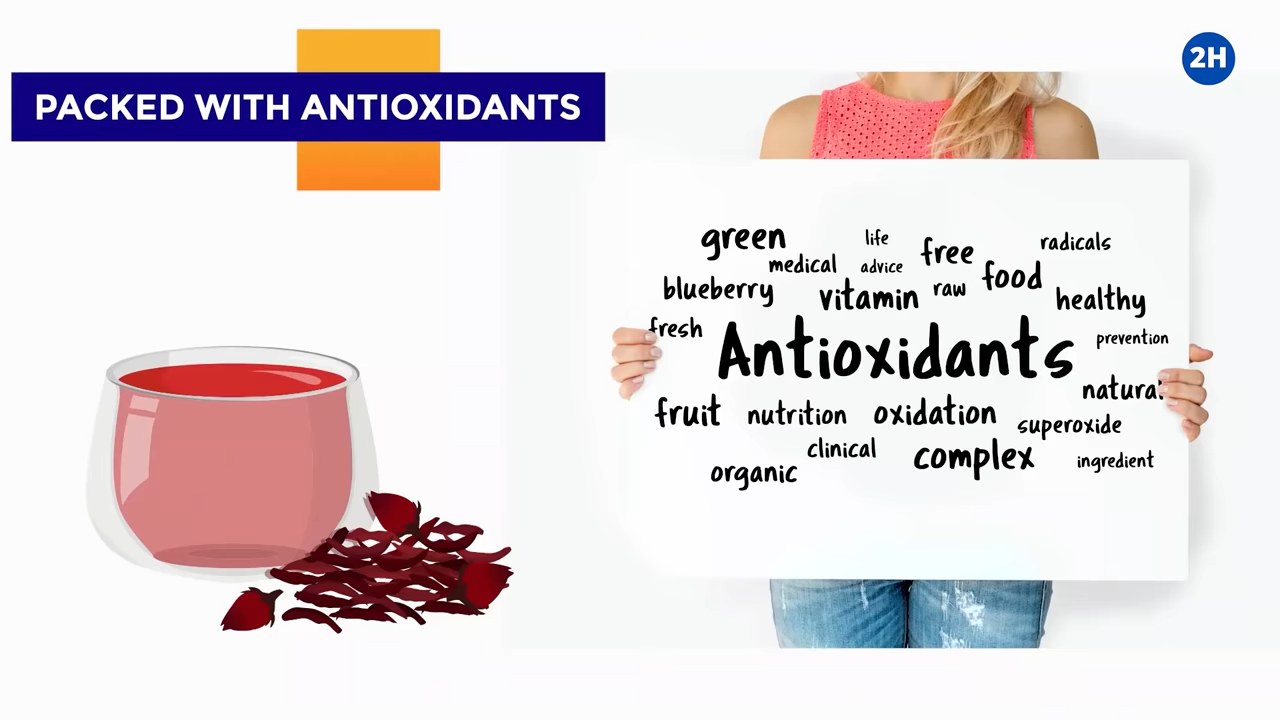 PACKED WITH ANTIOXIDANTS
2H
green life free radicals
medical advice food
blueberry vitamin raw healthy
fresh Antioxidants prevention
natural
fruit nutrition oxidation superoxide
clinical complex ingredient
organic